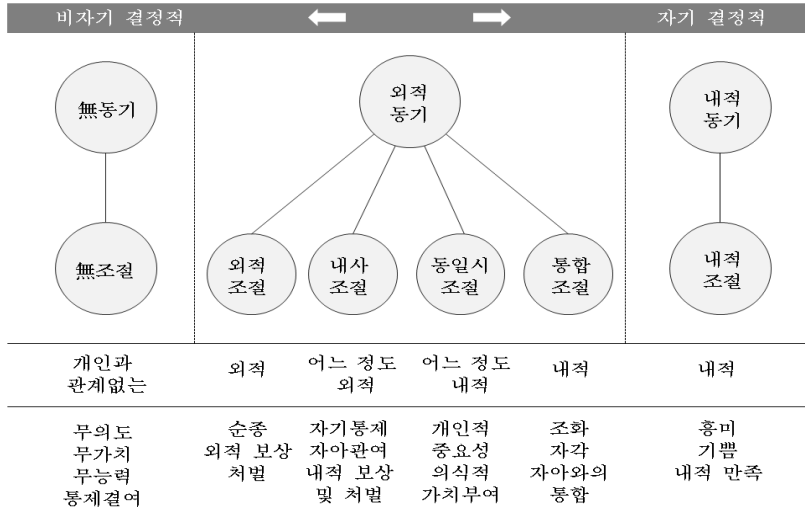 비자기 결정적
자기 결정적
無동기
외적
동기
내적
동기
無조절
외적
조절
내사
조절
동일시
조절
통합
조절
내적
조절
개인과
관계없는
외적
어느 정도
외적
어느 정도
내적
내적
내적
무의도
무가치
무능력
통제결여
순종
외적 보상
처벌
자기통제
자아관여
내적 보상
및 처벌
개인적
중요성
의식적
가치부여
조화
자각
자아와의
통합
흥미
기쁨
내적 만족